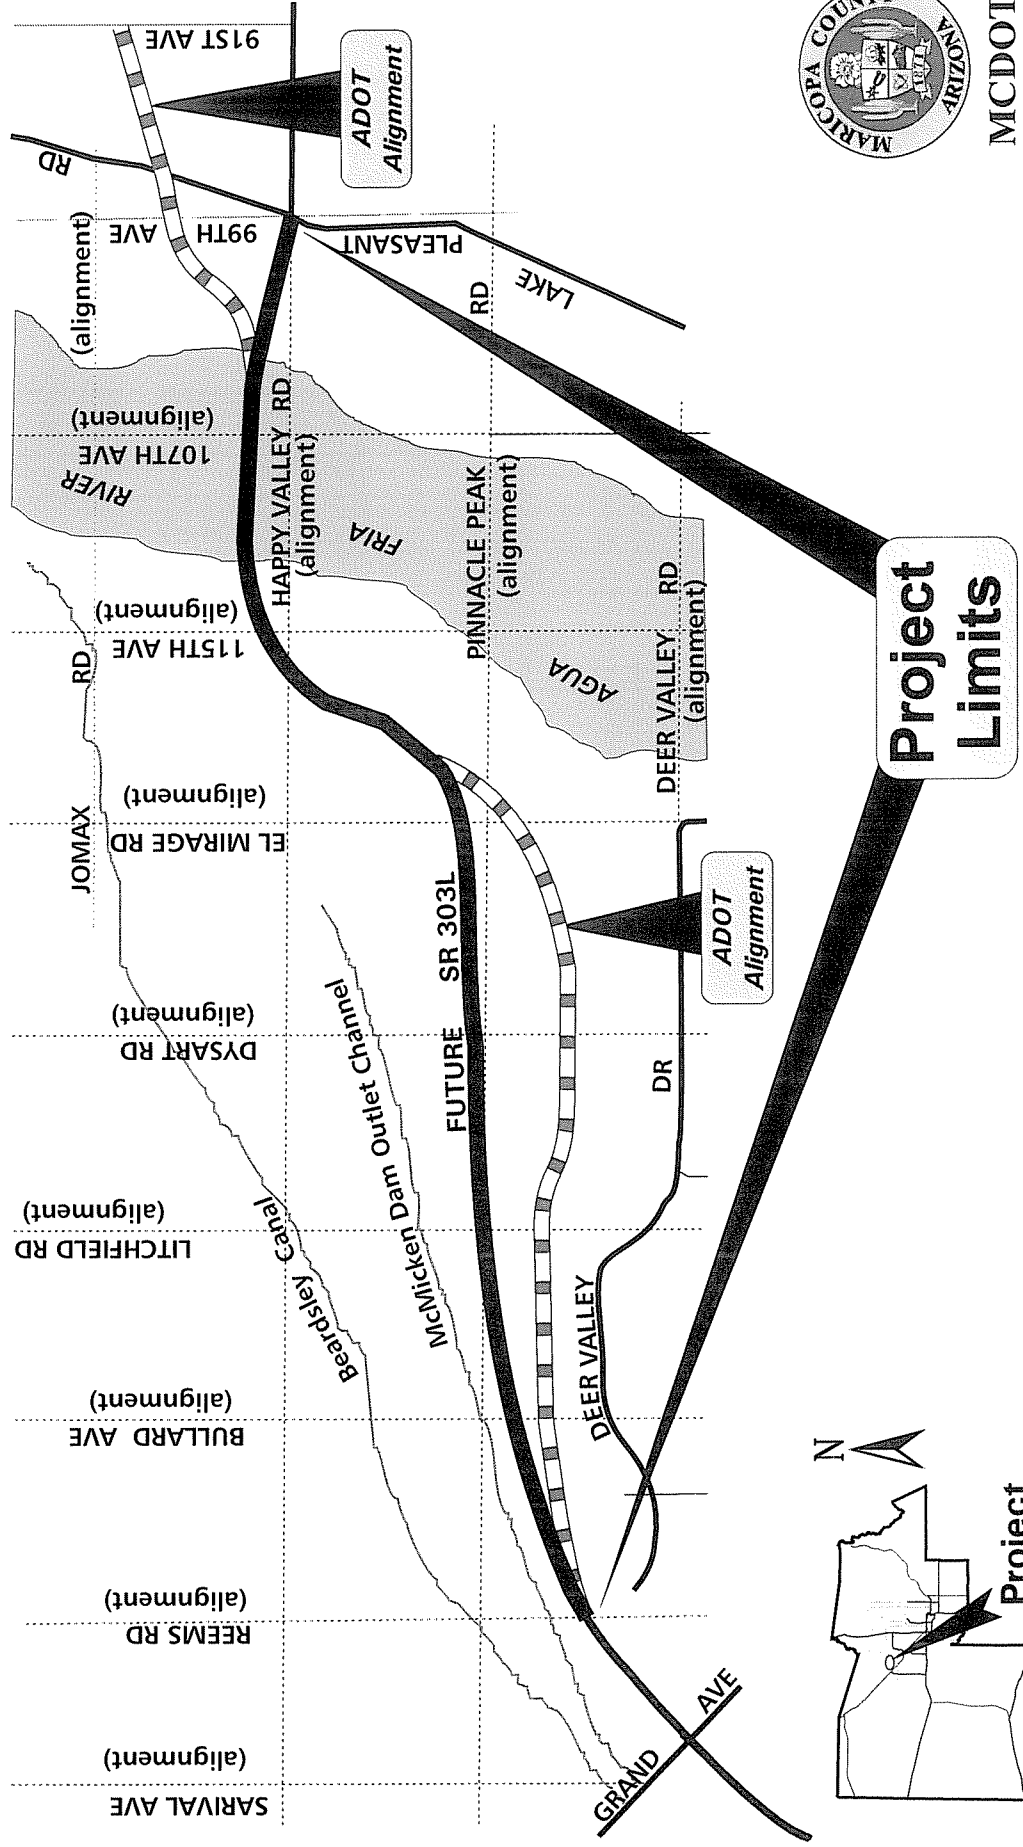 91ST AVE
ADOT
Alignment
RD
99TH AVE
(alignment)
LAKE
PLEASANT
RD
107TH AVE
(alignment)
RIVER
FRIA
AGUA
HAPPY VALLEY RD
(alignment)
PINNACLE PEAK
(alignment)
DEER VALLEY RD
(alignment)
115TH AVE
(alignment)
JOMAX RD
EL MIRAGE RD
(alignment)
FUTURE SR 303L
ADOT
Alignment
DYSART RD
(alignment)
McMicken Dam Outlet Channel
Beardsley Canal
LITCHFIELD RD
(alignment)
DEER VALLEY DR
BULLARD AVE
(alignment)
REEMS RD
(alignment)
SARIVAL AVE
(alignment)
GRAND AVE
Project
Limits
N
Project
MARICOPA COUNTY
ARIZONA
1871
MCDOT